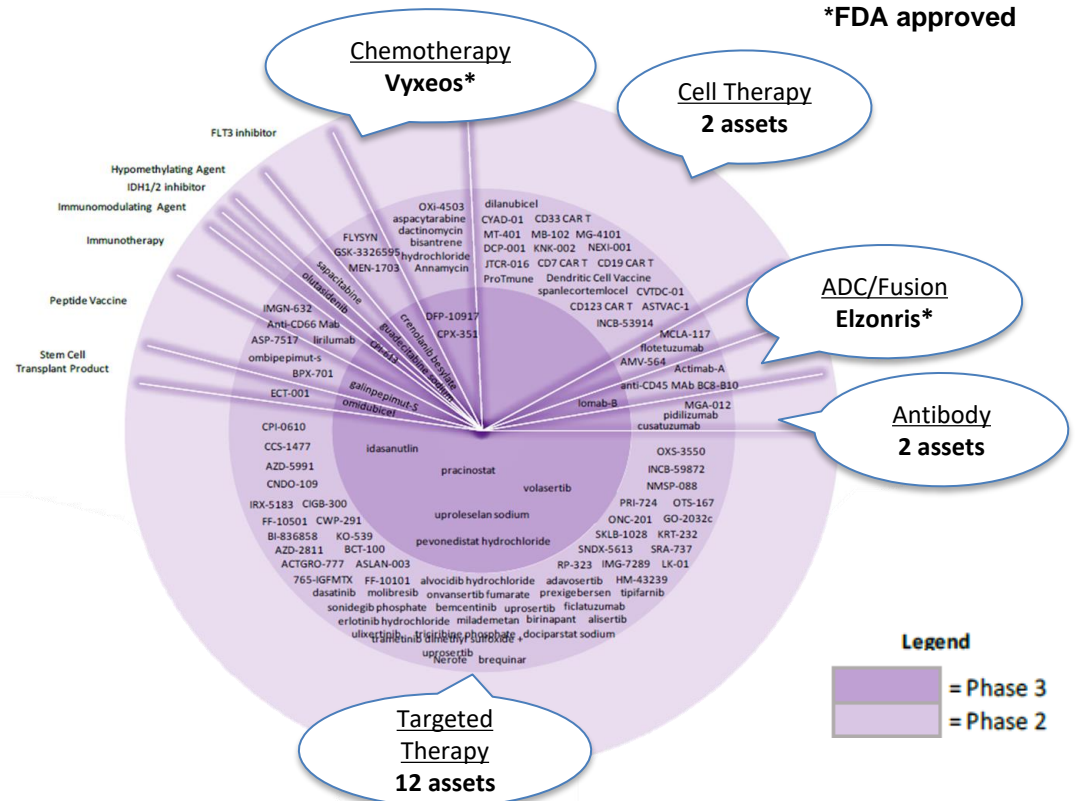 *FDA approved
Chemotherapy
Vyxeos*
Cell Therapy
2 assets
ADC/Fusion
Elzonris*
Antibody
2 assets
Targeted
Therapy
12 assets
FLT3 inhibitor
Hypomethylating Agent
IDH1/2 inhibitor
Immunomodulating Agent
Immunotherapy
Peptide Vaccine
Stem Cell
Transplant Product
OXi-4503
aspacytarabine
dactinomycin
bisantrene
hydrochloride
Annamycin
DFP-10917
CPX-351
FLYSYN
GSK-3326595
MEN-1703
crenolanib besylate
sapacitabine
guadecitabine sodium
olutasidenib
CPI-613
IMGN-632
Anti-CD66 Mab
ASP-7517 lirilumab
ombipepimut-s
BPX-701
galinpepimut-S
ECT-001
omidubicel
dilanubicel
CYAD-01 CD33 CAR T
MT-401 MB-102 MG-4101
DCP-001 KNK-002 NEXI-001
JTCR-016 CD7 CAR T CD19 CAR T
ProTmune Dendritic Cell Vaccine
spanlecortemlocel CVTDC-01
CD123 CAR T ASTVAC-1
INCB-53914
MCLA-117
flotetuzumab
AMV-564
Actimab-A
anti-CD45 MAb BC8-B10
Iomab-B
MGA-012
pidilizumab
cusatuzumab
idasanutlin
pracinostat
volasertib
uproleselan sodium
pevonedistat hydrochloride
CPI-0610
CCS-1477
AZD-5991
CNDO-109
IRX-5183 CIGB-300
FF-10501 CWP-291
BI-836858 KO-539
AZD-2811 BCT-100
ACTGRO-777 ASLAN-003
OXS-3550
INCB-59872
NMSP-088
PRI-724 OTS-167
ONC-201 GO-2032c
SKLB-1028 KRT-232
SNDX-5613 SRA-737
RP-323 IMG-7289 LK-01
765-IGFMTX FF-10101 alvocidib hydrochloride adavosertib HM-43239
dasatinib molibresib onvansertib fumarate prexigebersen tipifarnib
sonidegib phosphate bemcentinib uprosertib ficlatuzumab
erlotinib hydrochloride milademetan birinapant alisertib
ulixertinib triciribine phosphate dociparstat sodium
trametinib dimethyl sulfoxide +
uprosertib
Nerofe brequinar
Legend
= Phase 3
= Phase 2